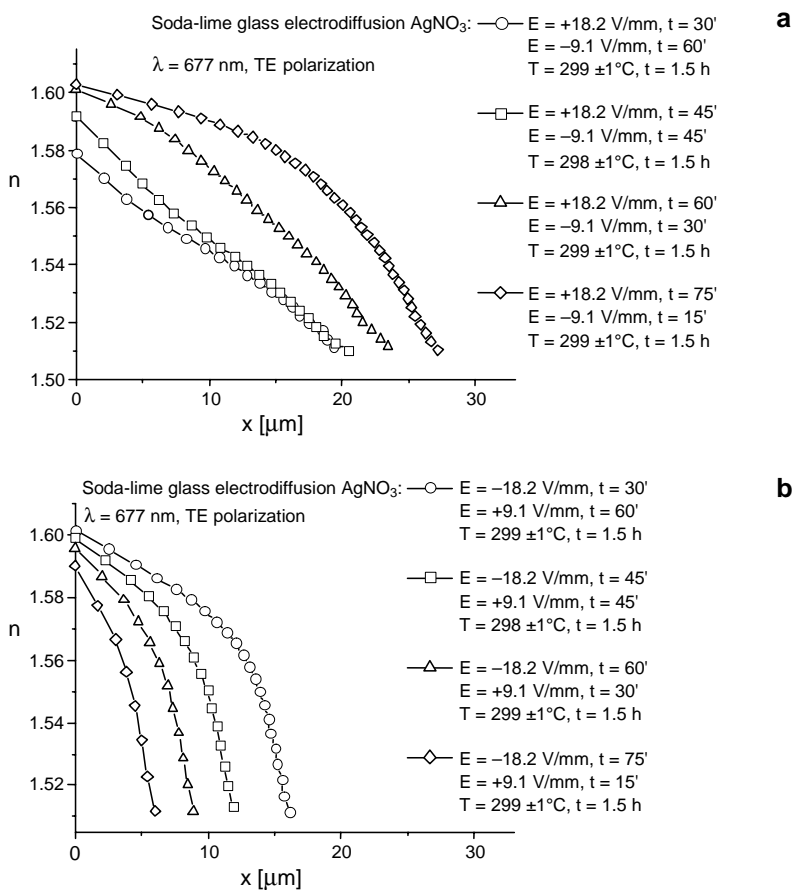 a
Soda-lime glass electrodiffusion AgNO₃:
λ = 677 nm, TE polarization
E = +18.2 V/mm, t = 30'
E = –9.1 V/mm, t = 60'
T = 299 ±1°C, t = 1.5 h
E = +18.2 V/mm, t = 45'
E = –9.1 V/mm, t = 45'
T = 298 ±1°C, t = 1.5 h
E = +18.2 V/mm, t = 60'
E = –9.1 V/mm, t = 30'
T = 299 ±1°C, t = 1.5 h
E = +18.2 V/mm, t = 75'
E = –9.1 V/mm, t = 15'
T = 299 ±1°C, t = 1.5 h
n
1.60
1.58
1.56
1.54
1.52
1.50
0 10 20 30
x [μm]
b
Soda-lime glass electrodiffusion AgNO₃:
λ = 677 nm, TE polarization
E = –18.2 V/mm, t = 30'
E = +9.1 V/mm, t = 60'
T = 299 ±1°C, t = 1.5 h
E = –18.2 V/mm, t = 45'
E = +9.1 V/mm, t = 45'
T = 298 ±1°C, t = 1.5 h
E = –18.2 V/mm, t = 60'
E = +9.1 V/mm, t = 30'
T = 299 ±1°C, t = 1.5 h
E = –18.2 V/mm, t = 75'
E = +9.1 V/mm, t = 15'
T = 299 ±1°C, t = 1.5 h
n
1.60
1.58
1.56
1.54
1.52
0 10 20 30
x [μm]